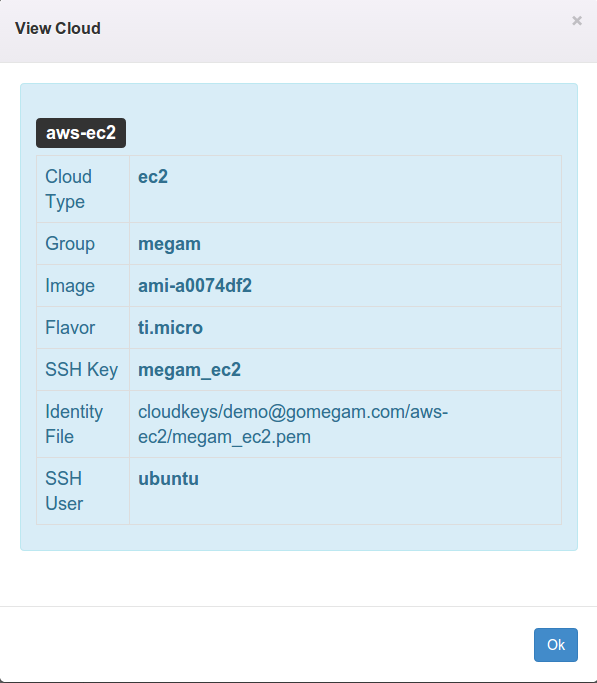 View Cloud
×
aws-ec2
Cloud Type ec2
Group megam
Image ami-a0074df2
Flavor ti.micro
SSH Key megam_ec2
Identity File cloudkeys/demo@gomegam.com/aws-ec2/megam_ec2.pem
SSH User ubuntu
Ok